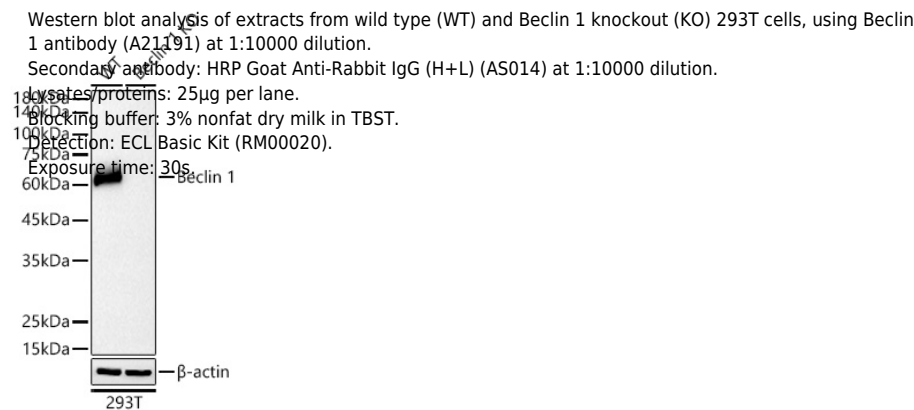 Western blot analysis of extracts from wild type (WT) and Beclin 1 knockout (KO) 293T cells, using Beclin
1 antibody (A21191) at 1:10000 dilution.
Secondary antibody: HRP Goat Anti-Rabbit IgG (H+L) (AS014) at 1:10000 dilution.
Lysates/proteins: 25μg per lane.
Blocking buffer: 3% nonfat dry milk in TBST.
Detection: ECL Basic Kit (RM00020).
Exposure time: 30s.
WT
Beclin 1 KO
180kDa
140kDa
100kDa
75kDa
60kDa
Beclin 1
45kDa
35kDa
25kDa
15kDa
β-actin
293T